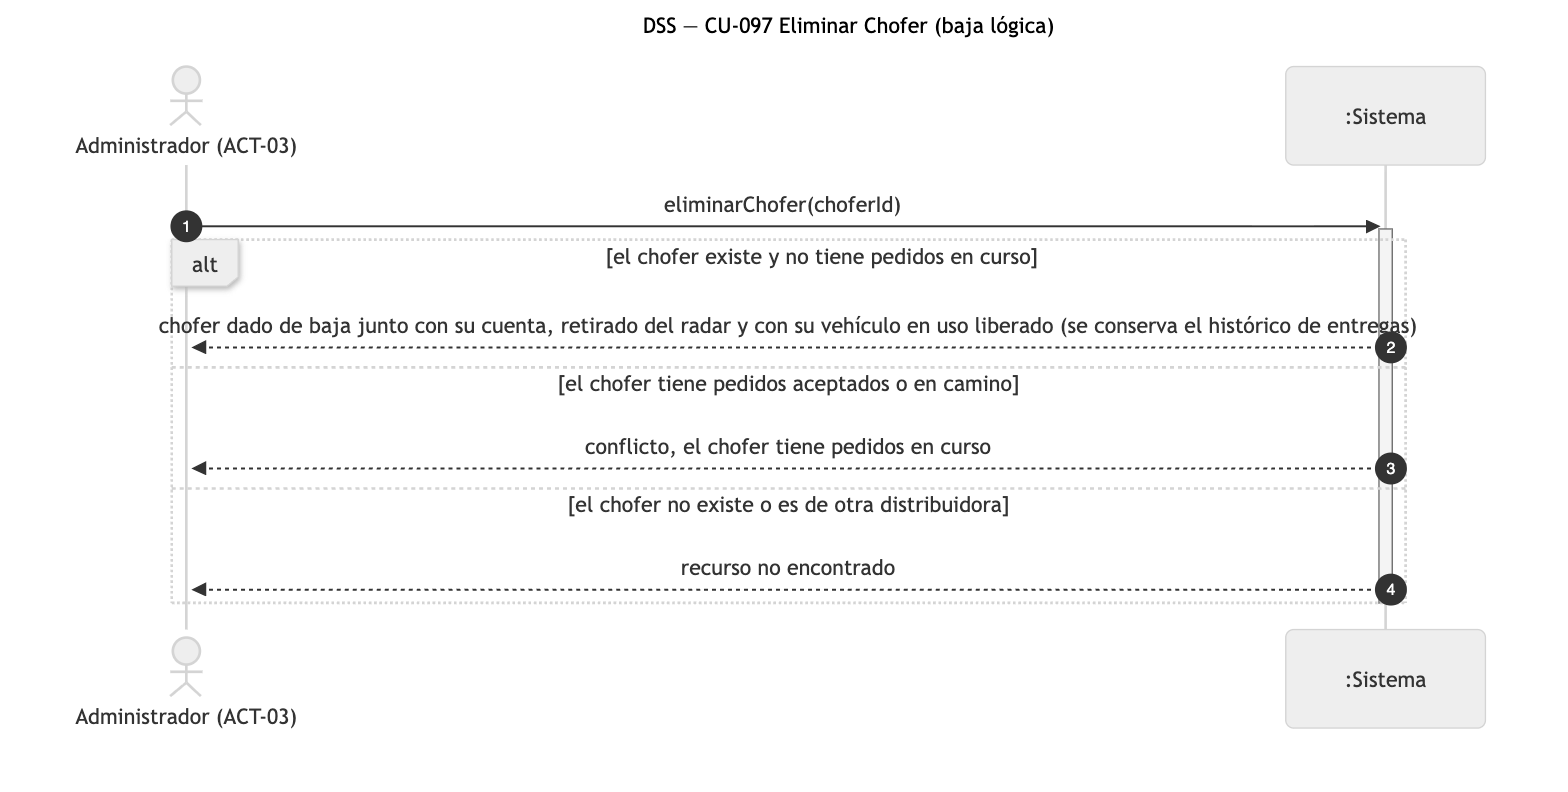 DSS — CU-097 Eliminar Chofer (baja lógica)
Administrador (ACT-03)
:Sistema
eliminarChofer(choferId)
1
alt
[el chofer existe y no tiene pedidos en curso]
chofer dado de baja junto con su cuenta, retirado del radar y con su vehículo en uso liberado (se conserva el histórico de entregas)
2
[el chofer tiene pedidos aceptados o en camino]
conflicto, el chofer tiene pedidos en curso
3
[el chofer no existe o es de otra distribuidora]
recurso no encontrado
4
Administrador (ACT-03)
:Sistema